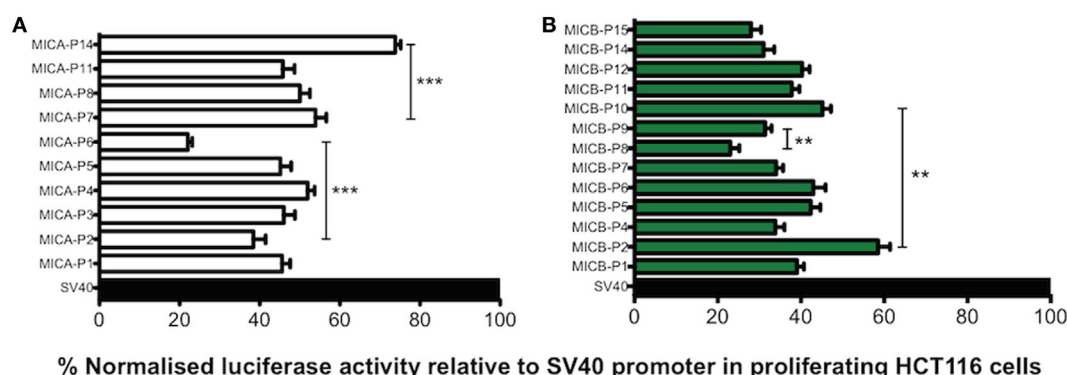 A
MICA-P14
MICA-P11
MICA-P8
MICA-P7
MICA-P6
MICA-P5
MICA-P4
MICA-P3
MICA-P2
MICA-P1
SV40
***
***
0 20 40 60 80 100
B
MICB-P15
MICB-P14
MICB-P12
MICB-P11
MICB-P10
MICB-P9
MICB-P8
MICB-P7
MICB-P6
MICB-P5
MICB-P4
MICB-P2
MICB-P1
SV40
**
**
0 20 40 60 80 100
% Normalised luciferase activity relative to SV40 promoter in proliferating HCT116 cells